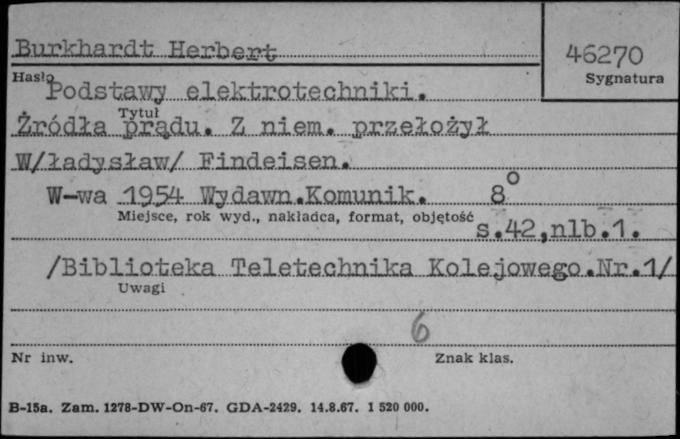 Burkhardt Herbert
46270
Hasło
Sygnatura
Podstawy elektrotechniki.
Tytuł
Źródła prądu. Z niem. przełożył
W/ładysław/ Findeisen.
W-wa 1954 Wydawn.Komunik. 8°
Miejsce, rok wyd., nakładca, format, objętość
s.42,nlb.1.
/Biblioteka Teletechnika Kolejowego.Nr.1/
Uwagi
6
Nr inw.
Znak klas.
B-15a. Zam. 1278-DW-On-67. GDA-2429. 14.8.67. 1 520 000.